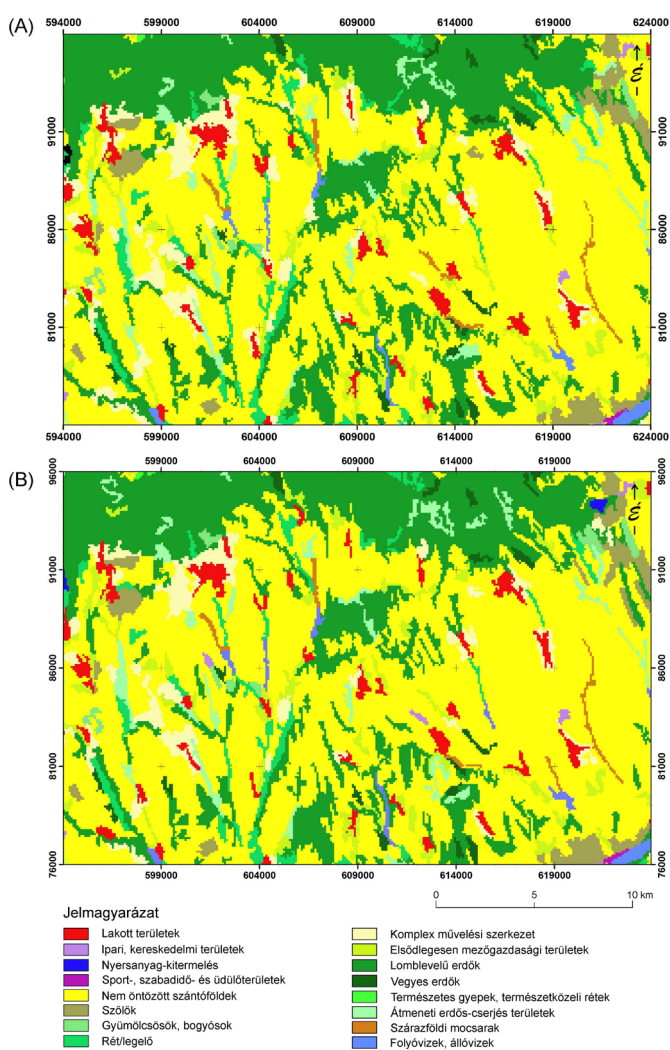 (A)
594000 599000 604000 609000 614000 619000 624000
91000 91000
86000 86000
81000 81000
É
594000 599000 604000 609000 614000 619000 624000
(B)
599000 604000 609000 614000 619000
96000
91000 91000
86000 86000
81000 81000
76000 76000
É
599000 604000 609000 614000 619000
0 5 10 km
Jelmagyarázat
Lakott területek
Ipari, kereskedelmi területek
Nyersanyag-kitermelés
Sport-, szabadidő- és üdülőterületek
Nem öntözött szántóföldek
Szőlők
Gyümölcsösök, bogyósok
Rét/legelő
Komplex művelési szerkezet
Elsődlegesen mezőgazdasági területek
Lomblevelű erdők
Vegyes erdők
Természetes gyepek, természetközeli rétek
Átmeneti erdős-cserjés területek
Szárazföldi mocsarak
Folyóvizek, állóvizek